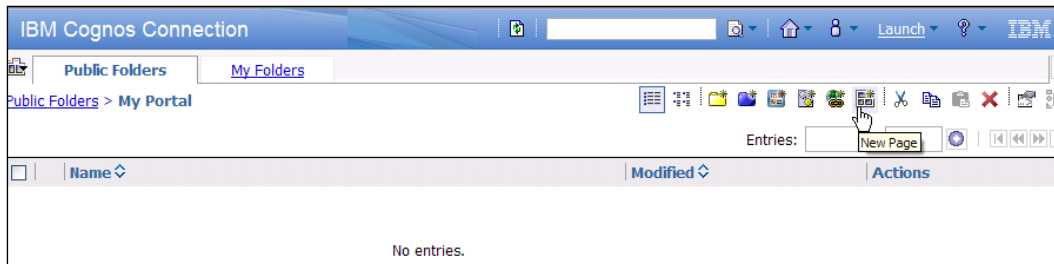 IBM Cognos Connection
Launch
IBM.
Public Folders
My Folders
Public Folders > My Portal
Entries:
New Page
Name
Modified
Actions
No entries.